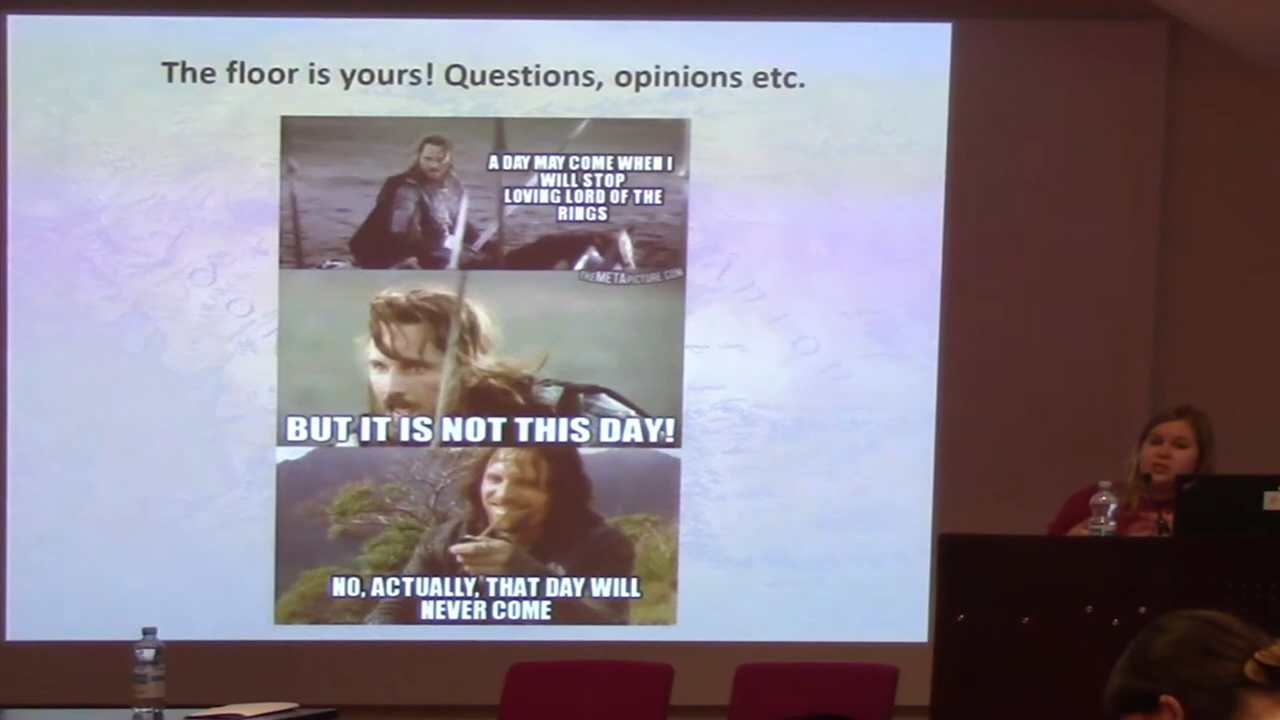 The floor is yours! Questions, opinions etc.
A DAY MAY COME WHEN I
WILL STOP
LOVING LORD OF THE
RINGS
THEMETAPICTURE.COM
BUT IT IS NOT THIS DAY!
NO, ACTUALLY, THAT DAY WILL
NEVER COME